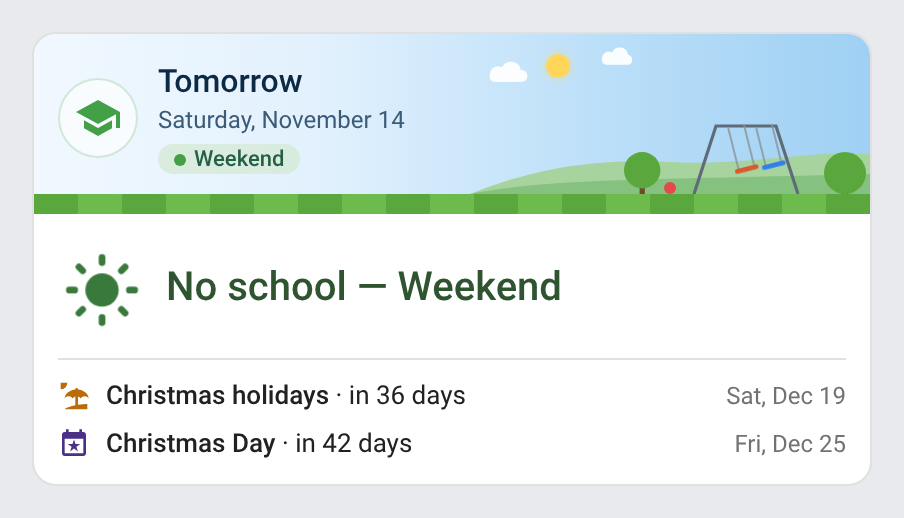 Tomorrow
Saturday, November 14
Weekend
No school — Weekend
Christmas holidays · in 36 days Sat, Dec 19
Christmas Day · in 42 days Fri, Dec 25